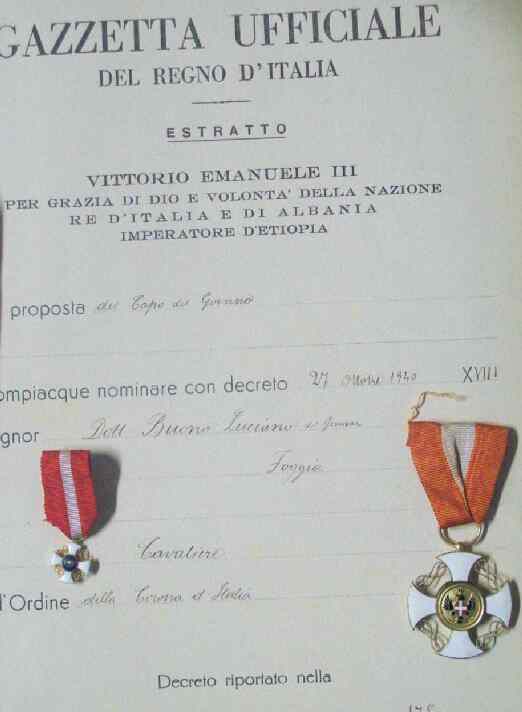 GAZZETTA UFFICIALE
DEL REGNO D'ITALIA
ESTRATTO
VITTORIO EMANUELE III
PER GRAZIA DI DIO E VOLONTA' DELLA NAZIONE
RE D'ITALIA E DI ALBANIA
IMPERATORE D'ETIOPIA
proposta del Capo del Governo
ompiacque nominare con decreto 27 ottobre 1940 XVIII
gnor Dott Buono Luciano
Foggia
Cavaliere
l'Ordine della Corona d'Italia
Decreto riportato nella